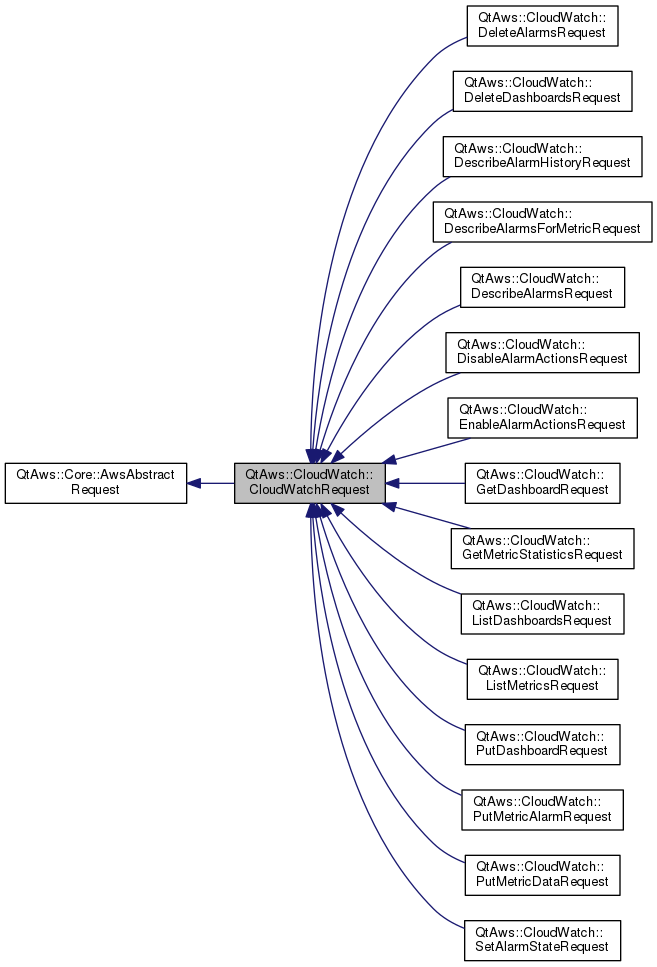 QtAws::CloudWatch::
DeleteAlarmsRequest
QtAws::CloudWatch::
DeleteDashboardsRequest
QtAws::CloudWatch::
DescribeAlarmHistoryRequest
QtAws::CloudWatch::
DescribeAlarmsForMetricRequest
QtAws::CloudWatch::
DescribeAlarmsRequest
QtAws::CloudWatch::
DisableAlarmActionsRequest
QtAws::CloudWatch::
EnableAlarmActionsRequest
QtAws::Core::AwsAbstract
Request
QtAws::CloudWatch::
CloudWatchRequest
QtAws::CloudWatch::
GetDashboardRequest
QtAws::CloudWatch::
GetMetricStatisticsRequest
QtAws::CloudWatch::
ListDashboardsRequest
QtAws::CloudWatch::
ListMetricsRequest
QtAws::CloudWatch::
PutDashboardRequest
QtAws::CloudWatch::
PutMetricAlarmRequest
QtAws::CloudWatch::
PutMetricDataRequest
QtAws::CloudWatch::
SetAlarmStateRequest